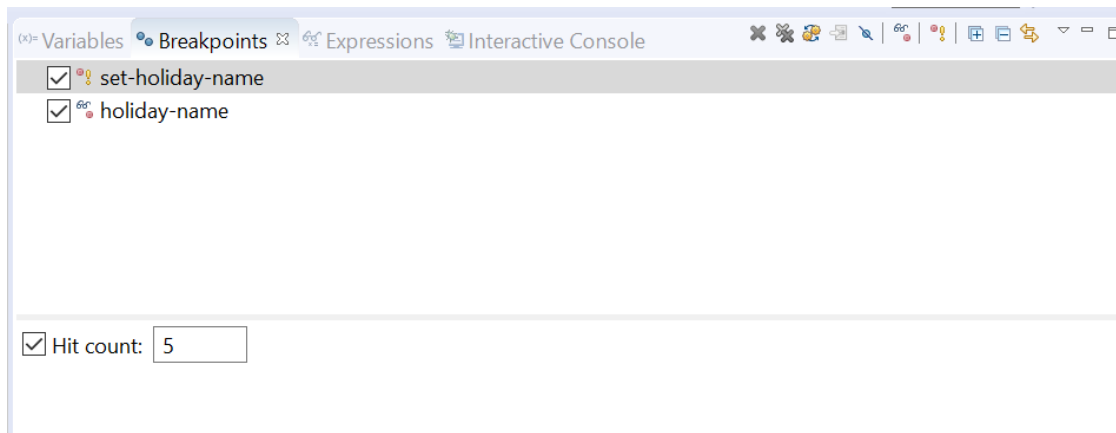 (x)= Variables Breakpoints Expressions Interactive Console
set-holiday-name
holiday-name
Hit count: 5